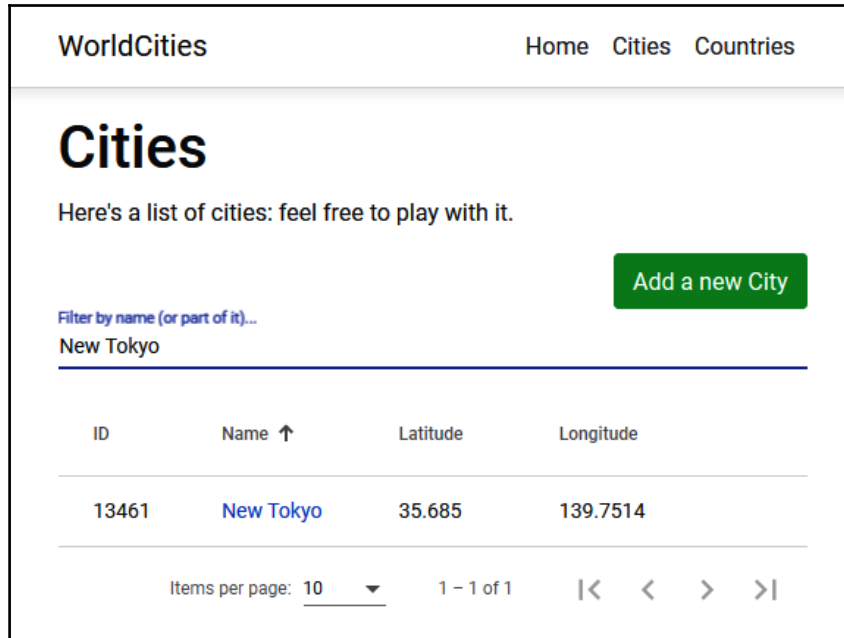 WorldCities Home Cities Countries
Cities
Here's a list of cities: feel free to play with it.
Add a new City
Filter by name (or part of it)...
New Tokyo
ID Name ↑ Latitude Longitude
13461 New Tokyo 35.685 139.7514
Items per page: 10 1 – 1 of 1